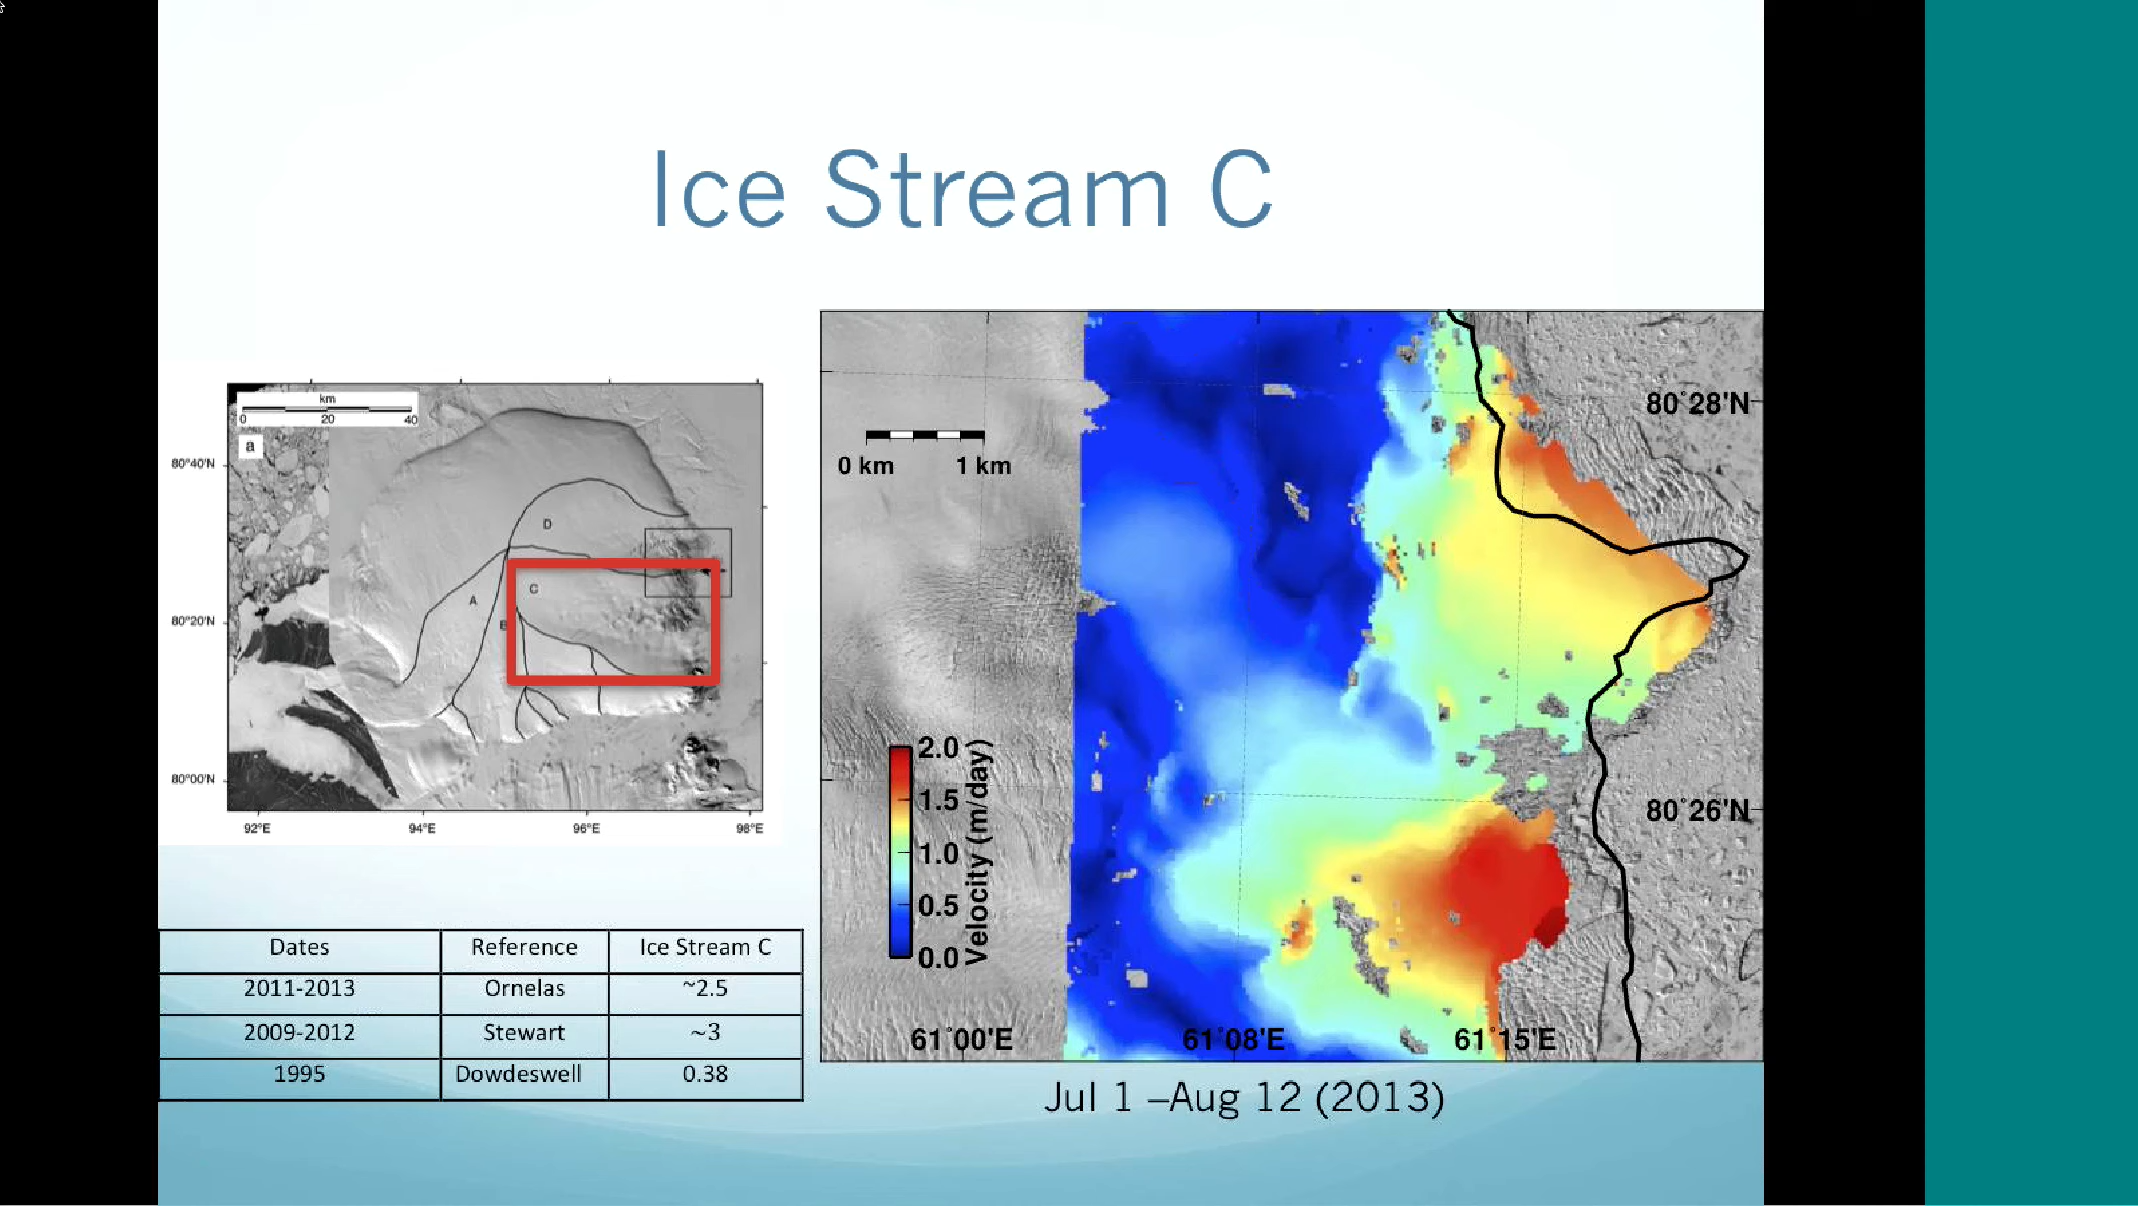 Ice Stream C
km
0 20 40
a
80°40'N
80°20'N
80°00'N
92°E 94°E 96°E 98°E
D
C
A
B
80°28'N
0 km 1 km
2.0
1.5
1.0
0.5
0.0
Velocity (m/day)
80°26'N
61°00'E 61°08'E 61°15'E
Jul 1 –Aug 12 (2013)
Dates Reference Ice Stream C
2011-2013 Ornelas ~2.5
2009-2012 Stewart ~3
1995 Dowdeswell 0.38